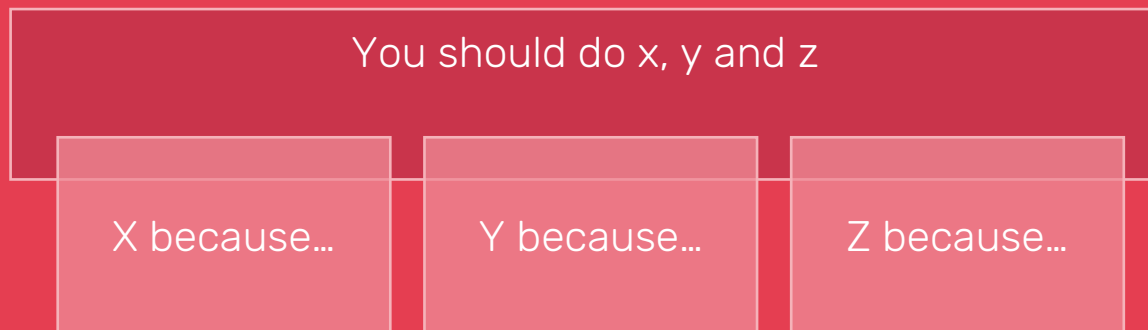 You should do x, y and z
X because…
Y because…
Z because…